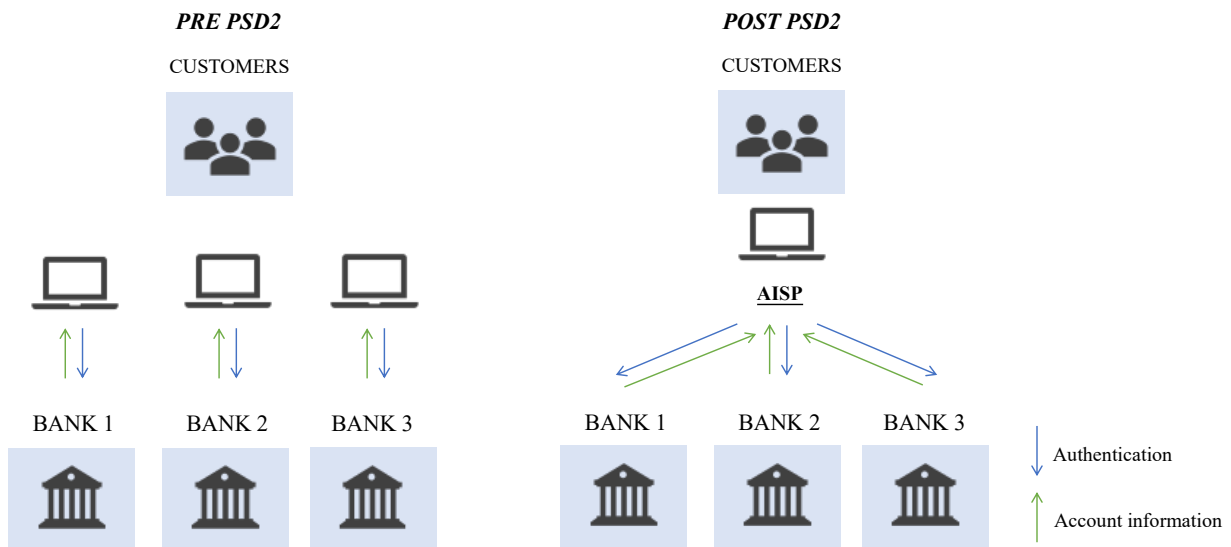 PRE PSD2
CUSTOMERS
BANK 1
BANK 2
BANK 3
POST PSD2
CUSTOMERS
AISP
BANK 1
BANK 2
BANK 3
Authentication
Account information